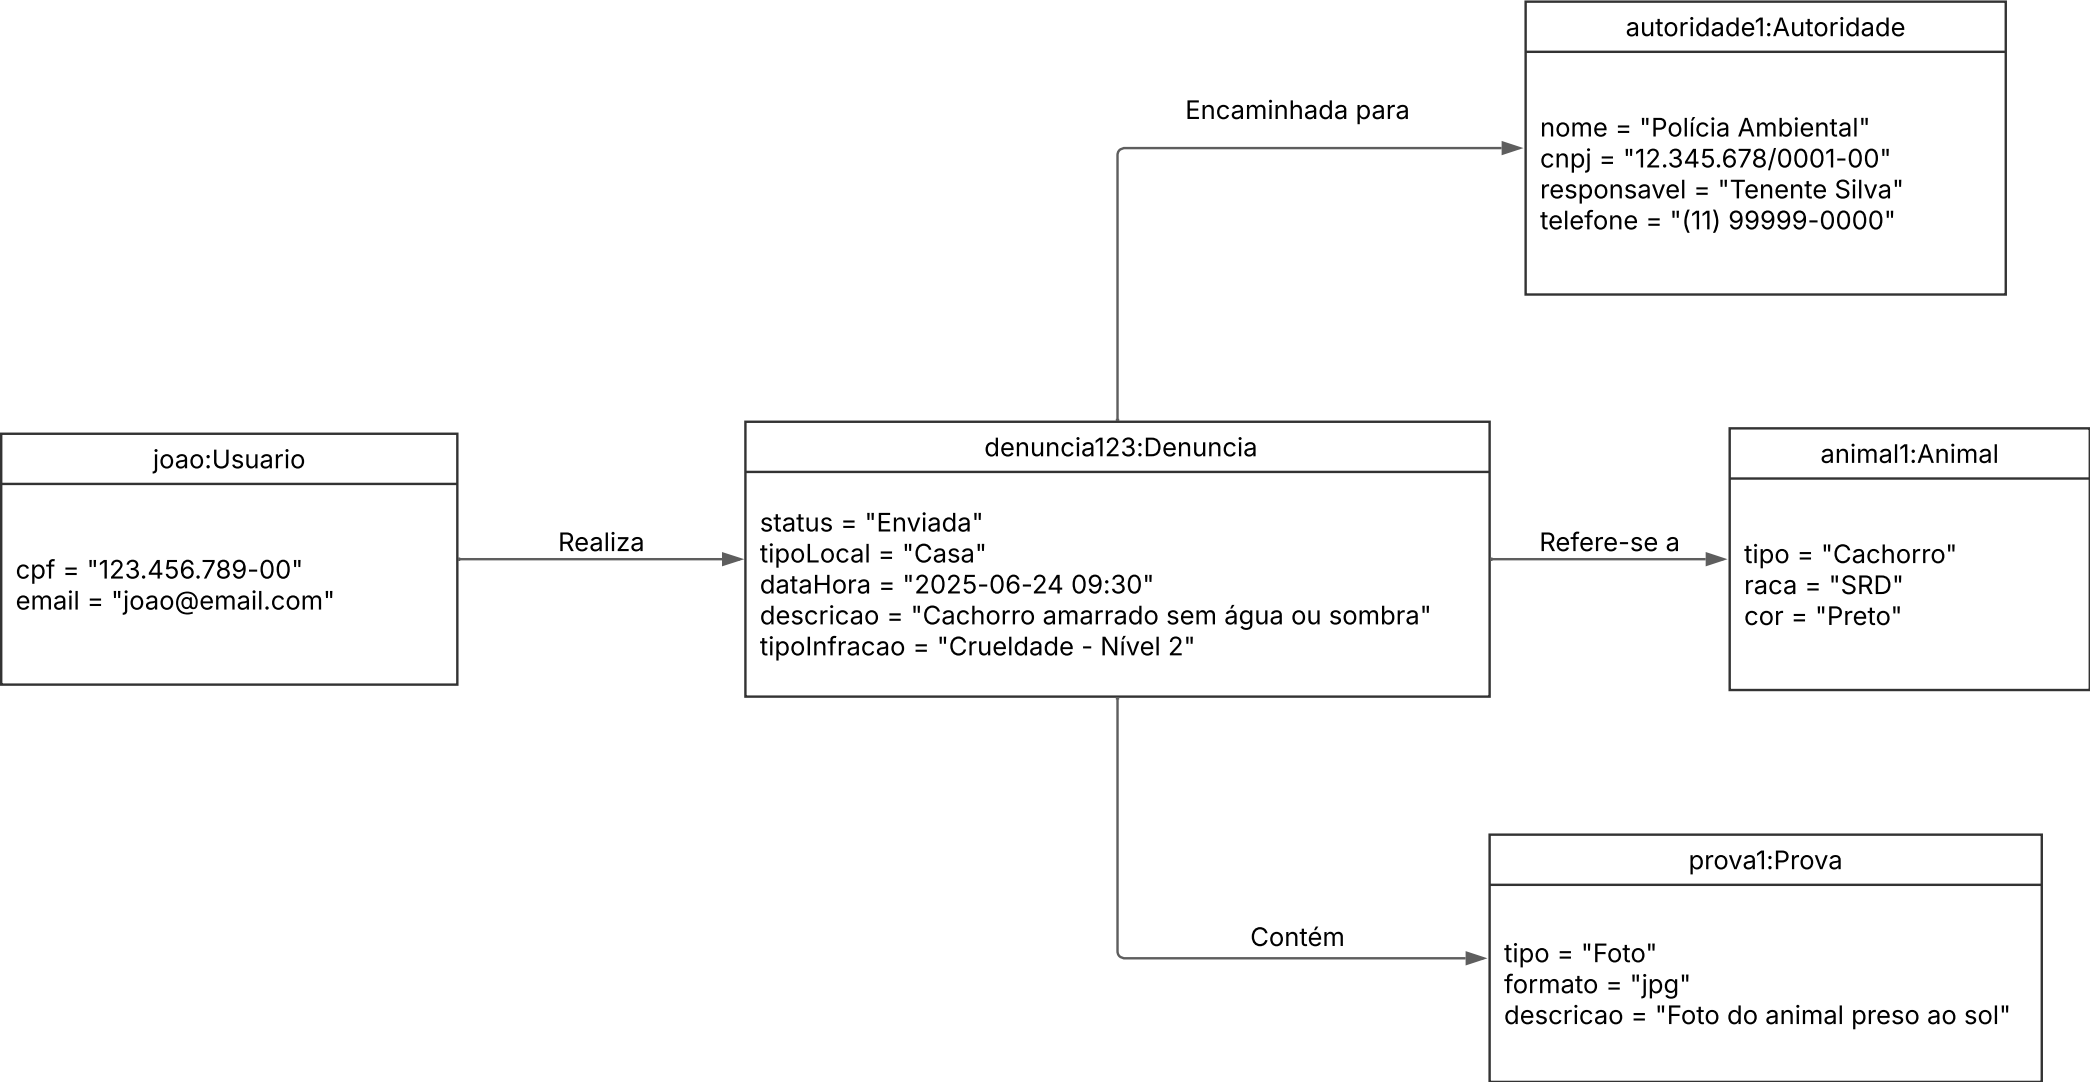 autoridade1:Autoridade
Encaminhada para
nome = "Polícia Ambiental"
cnpj = "12.345.678/0001-00"
responsavel = "Tenente Silva"
telefone = "(11) 99999-0000"
joao:Usuario
cpf = "123.456.789-00"
email = "joao@email.com"
Realiza
denuncia123:Denuncia
status = "Enviada"
tipoLocal = "Casa"
dataHora = "2025-06-24 09:30"
descricao = "Cachorro amarrado sem água ou sombra"
tipoInfracao = "Crueldade - Nível 2"
Refere-se a
animal1:Animal
tipo = "Cachorro"
raca = "SRD"
cor = "Preto"
Contém
prova1:Prova
tipo = "Foto"
formato = "jpg"
descricao = "Foto do animal preso ao sol"